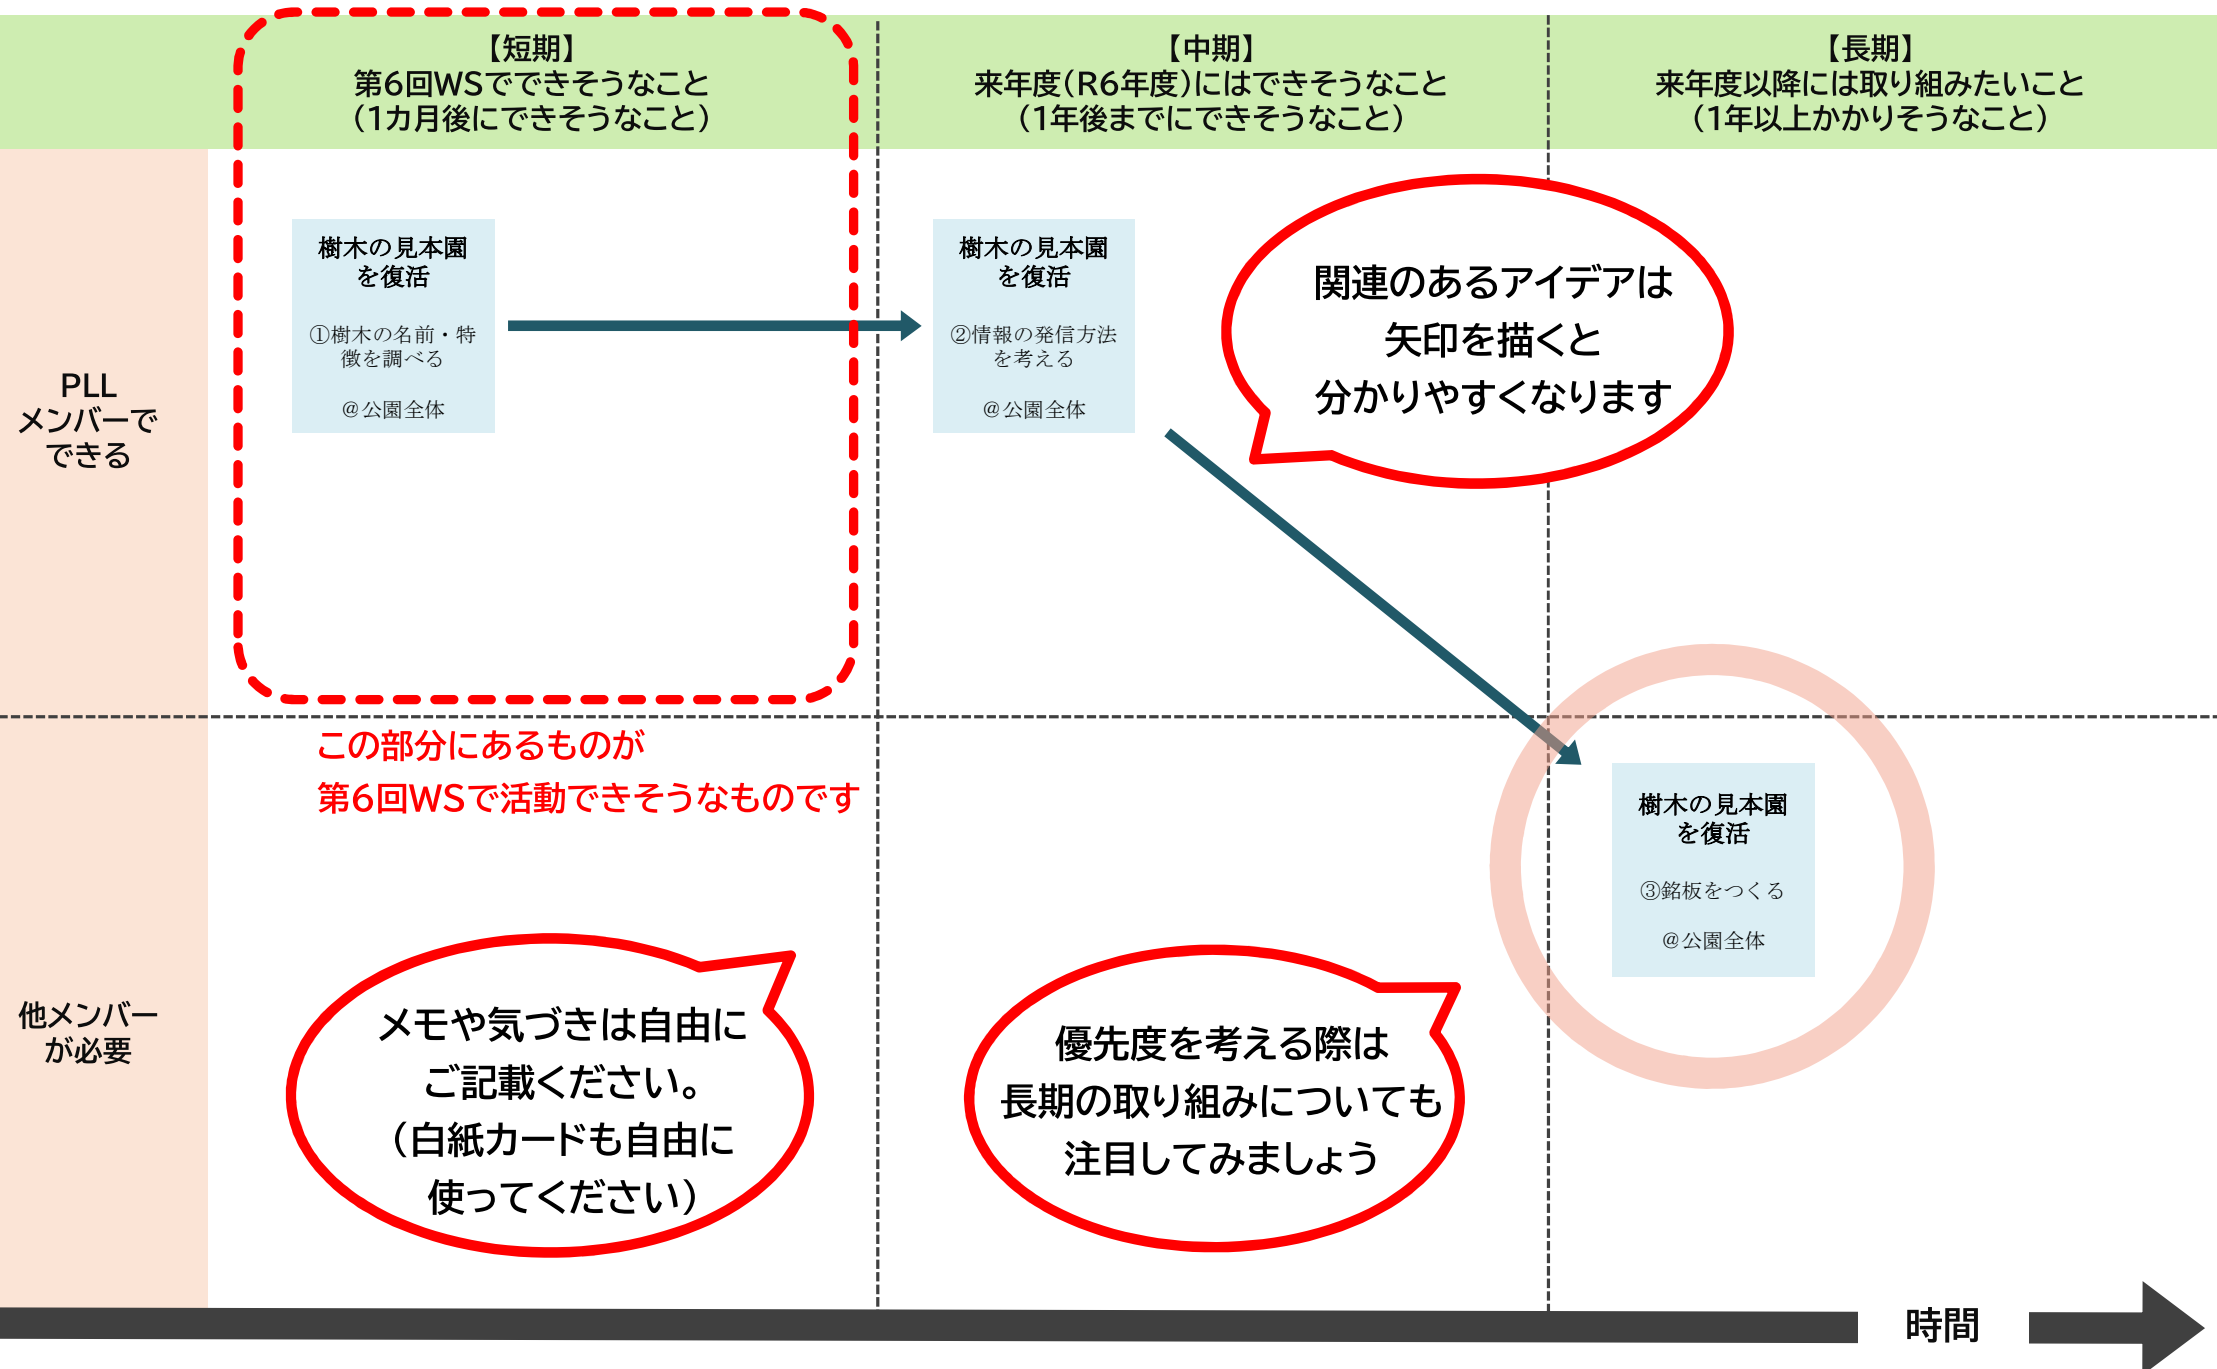 【短期】
第6回WSでできそうなこと
（1カ月後にできそうなこと）
【中期】
来年度（R6年度）にはできそうなこと
（1年後までにできそうなこと）
【長期】
来年度以降には取り組みたいこと
（1年以上かかりそうなこと）
PLL
メンバーで
できる
樹木の見本園
を復活
①樹木の名前・特
徴を調べる
＠公園全体
樹木の見本園
を復活
②情報の発信方法
を考える
＠公園全体
関連のあるアイデアは
矢印を描くと
分かりやすくなります
この部分にあるものが
第6回WSで活動できそうなものです
他メンバー
が必要
メモや気づきは自由に
ご記載ください。
（白紙カードも自由に
使ってください）
優先度を考える際は
長期の取り組みについても
注目してみましょう
樹木の見本園
を復活
③銘板をつくる
＠公園全体
時間